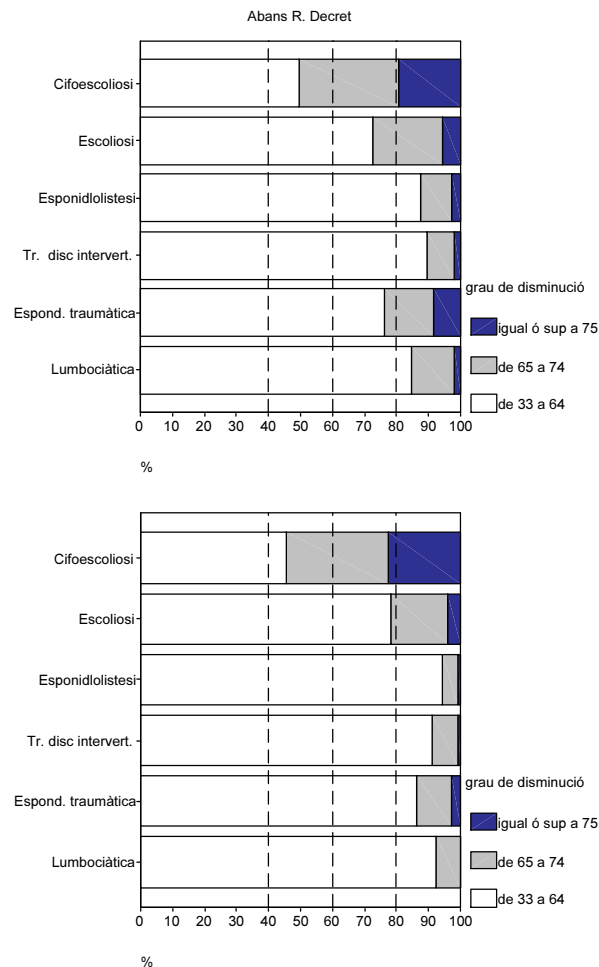 Abans R. Decret
Cifoescoliosi
Escoliosi
Esponidlolistesi
Tr. disc intervert.
Espond. traumàtica
Lumbociàtica
0 10 20 30 40 50 60 70 80 90 100
%
grau de disminució
igual ó sup a 75
de 65 a 74
de 33 a 64
Cifoescoliosi
Escoliosi
Esponidlolistesi
Tr. disc intervert.
Espond. traumàtica
Lumbociàtica
0 10 20 30 40 50 60 70 80 90 100
%
grau de disminució
igual ó sup a 75
de 65 a 74
de 33 a 64